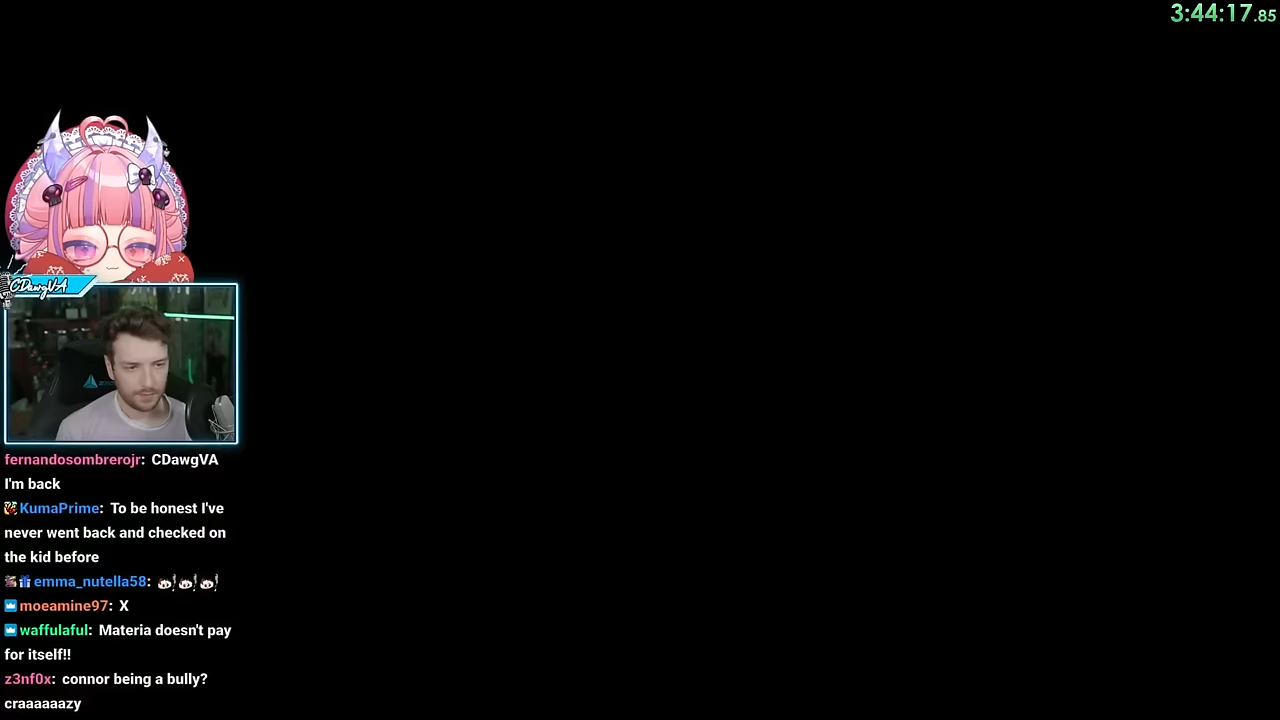 3:44:17.85
CDawgVA
fernandosombrerojr: CDawgVA
I'm back
KumaPrime: To be honest I've
never went back and checked on
the kid before
emma_nutella58:
moeamine97: X
waffulaful: Materia doesn't pay
for itself!!
z3nf0x: connor being a bully?
craaaaaazy